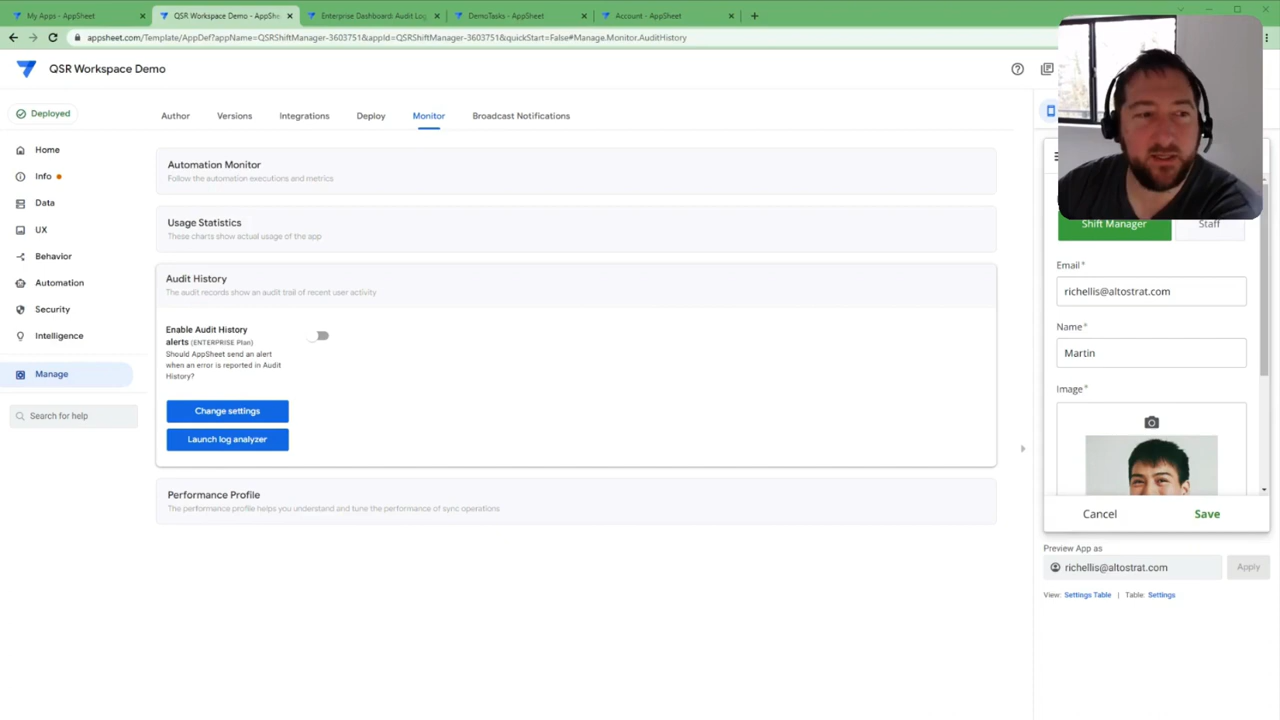 My Apps - AppSheet
QSR Workspace Demo - AppShe
Enterprise Dashboard: Audit Log
DemoTasks - AppSheet
Account - AppSheet
appsheet.com/Template/AppDef?appName=QSRShiftManager-3603751&appId=QSRShiftManager-3603751&quickStart=False#Manage.Monitor.AuditHistory
QSR Workspace Demo
Deployed
Author
Versions
Integrations
Deploy
Monitor
Broadcast Notifications
Home
Info
Data
UX
Behavior
Automation
Security
Intelligence
Manage
Search for help
Automation Monitor
Follow the automation executions and metrics
Usage Statistics
These charts show actual usage of the app
Audit History
The audit records show an audit trail of recent user activity
Enable Audit History
alerts (ENTERPRISE Plan)
Should AppSheet send an alert
when an error is reported in Audit
History?
Change settings
Launch log analyzer
Performance Profile
The performance profile helps you understand and tune the performance of sync operations
Shift Manager
Staff
Email*
richellis@altostrat.com
Name*
Martin
Image*
Cancel
Save
Preview App as
richellis@altostrat.com
Apply
View: Settings Table | Table: Settings